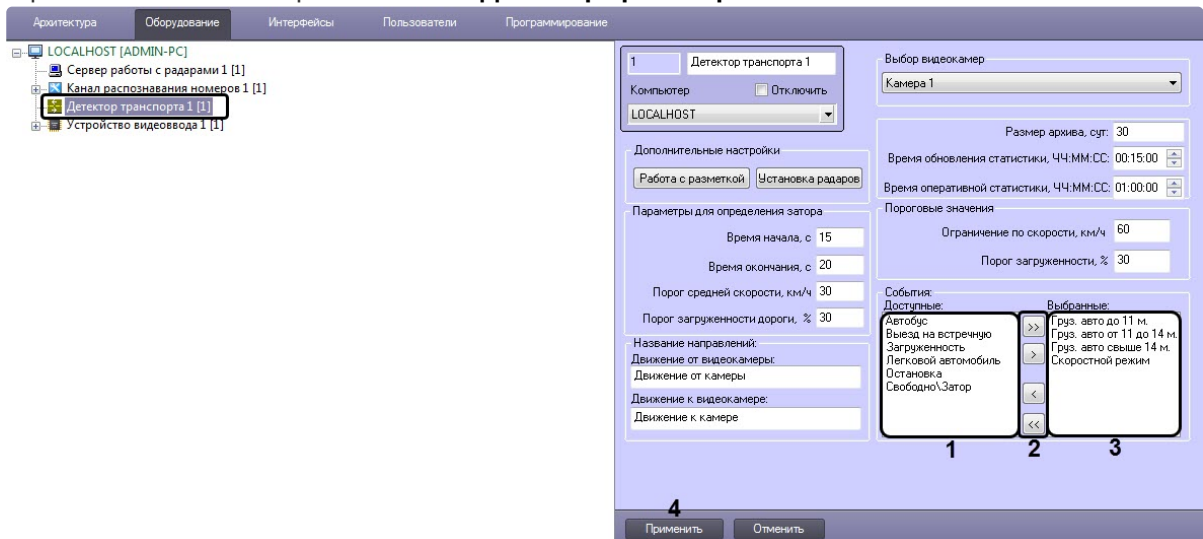 Архитектура Оборудование Интерфейсы Пользователи Программирование
LOCALHOST [ADMIN-PC]
Сервер работы с радарами 1 [1]
Канал распознавания номеров 1 [1]
Детектор транспорта 1 [1]
Устройство видеоввода 1 [1]
1 Детектор транспорта 1
Компьютер Отключить
LOCALHOST
Дополнительные настройки
Работа с разметкой Установка радаров
Параметры для определения затора
Время начала, с 15
Время окончания, с 20
Порог средней скорости, км/ч 30
Порог загруженности дороги, % 30
Название направлений:
Движение от видеокамеры:
Движение от камеры
Движение к видеокамере:
Движение к камере
Выбор видеокамер
Камера 1
Размер архива, сут: 30
Время обновления статистики, ЧЧ:ММ:СС: 00:15:00
Время оперативной статистики, ЧЧ:ММ:СС: 01:00:00
Пороговые значения
Ограничение по скорости, км/ч 60
Порог загруженности, % 30
События:
Доступные: Выбранные:
Автобус
Выезд на встречную
Загруженность
Легковой автомобиль
Остановка
Свободно\Затор
>>
>
<
<<
Груз. авто до 11 м.
Груз. авто от 11 до 14 м.
Груз. авто свыше 14 м.
Скоростной режим
1 2 3
4
Применить Отменить